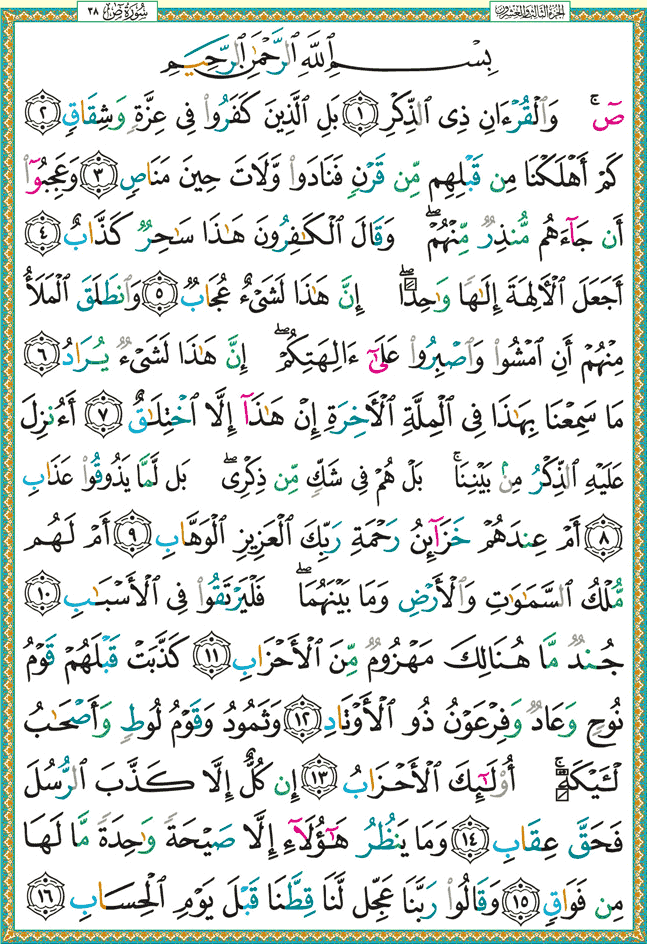 سُورَةُ صٓ ٣٨ الجزء الثالث والعشرون
بِسْمِ ٱللَّهِ ٱلرَّحْمَٰنِ ٱلرَّحِيمِ
صٓ ۚ وَٱلْقُرْءَانِ ذِى ٱلذِّكْرِ ١ بَلِ ٱلَّذِينَ كَفَرُوا۟ فِى عِزَّةٍ وَشِقَاقٍ ٢
كَمْ أَهْلَكْنَا مِن قَبْلِهِم مِّن قَرْنٍ فَنَادَوا۟ وَّلَاتَ حِينَ مَنَاصٍ ٣ وَعَجِبُوٓا۟
أَن جَآءَهُم مُّنذِرٌ مِّنْهُمْ ۖ وَقَالَ ٱلْكَٰفِرُونَ هَٰذَا سَٰحِرٌ كَذَّابٌ ٤
أَجَعَلَ ٱلْءَالِهَةَ إِلَٰهًا وَٰحِدًا ۖ إِنَّ هَٰذَا لَشَىْءٌ عُجَابٌ ٥ وَٱنطَلَقَ ٱلْمَلَأُ
مِنْهُمْ أَنِ ٱمْشُوا۟ وَٱصْبِرُوا۟ عَلَىٰٓ ءَالِهَتِكُمْ ۖ إِنَّ هَٰذَا لَشَىْءٌ يُرَادُ ٦
مَا سَمِعْنَا بِهَٰذَا فِى ٱلْمِلَّةِ ٱلْءَاخِرَةِ إِنْ هَٰذَآ إِلَّا ٱخْتِلَٰقٌ ٧ أَءُنزِلَ
عَلَيْهِ ٱلذِّكْرُ مِنۢ بَيْنِنَا ۚ بَلْ هُمْ فِى شَكٍّ مِّن ذِكْرِى ۖ بَل لَّمَّا يَذُوقُوا۟ عَذَابِ
٨ أَمْ عِندَهُمْ خَزَآئِنُ رَحْمَةِ رَبِّكَ ٱلْعَزِيزِ ٱلْوَهَّابِ ٩ أَمْ لَهُم
مُّلْكُ ٱلسَّمَٰوَٰتِ وَٱلْأَرْضِ وَمَا بَيْنَهُمَا ۖ فَلْيَرْتَقُوا۟ فِى ٱلْأَسْبَٰبِ ١٠
جُندٌ مَّا هُنَالِكَ مَهْزُومٌ مِّنَ ٱلْأَحْزَابِ ١١ كَذَّبَتْ قَبْلَهُمْ قَوْمُ
نُوحٍ وَعَادٌ وَفِرْعَوْنُ ذُو ٱلْأَوْتَادِ ١٢ وَثَمُودُ وَقَوْمُ لُوطٍ وَأَصْحَٰبُ
لْـَٔيْكَةِ ۚ أُو۟لَٰٓئِكَ ٱلْأَحْزَابُ ١٣ إِن كُلٌّ إِلَّا كَذَّبَ ٱلرُّسُلَ
فَحَقَّ عِقَابِ ١٤ وَمَا يَنظُرُ هَٰٓؤُلَآءِ إِلَّا صَيْحَةً وَٰحِدَةً مَّا لَهَا
مِن فَوَاقٍ ١٥ وَقَالُوا۟ رَبَّنَا عَجِّل لَّنَا قِطَّنَا قَبْلَ يَوْمِ ٱلْحِسَابِ ١٦